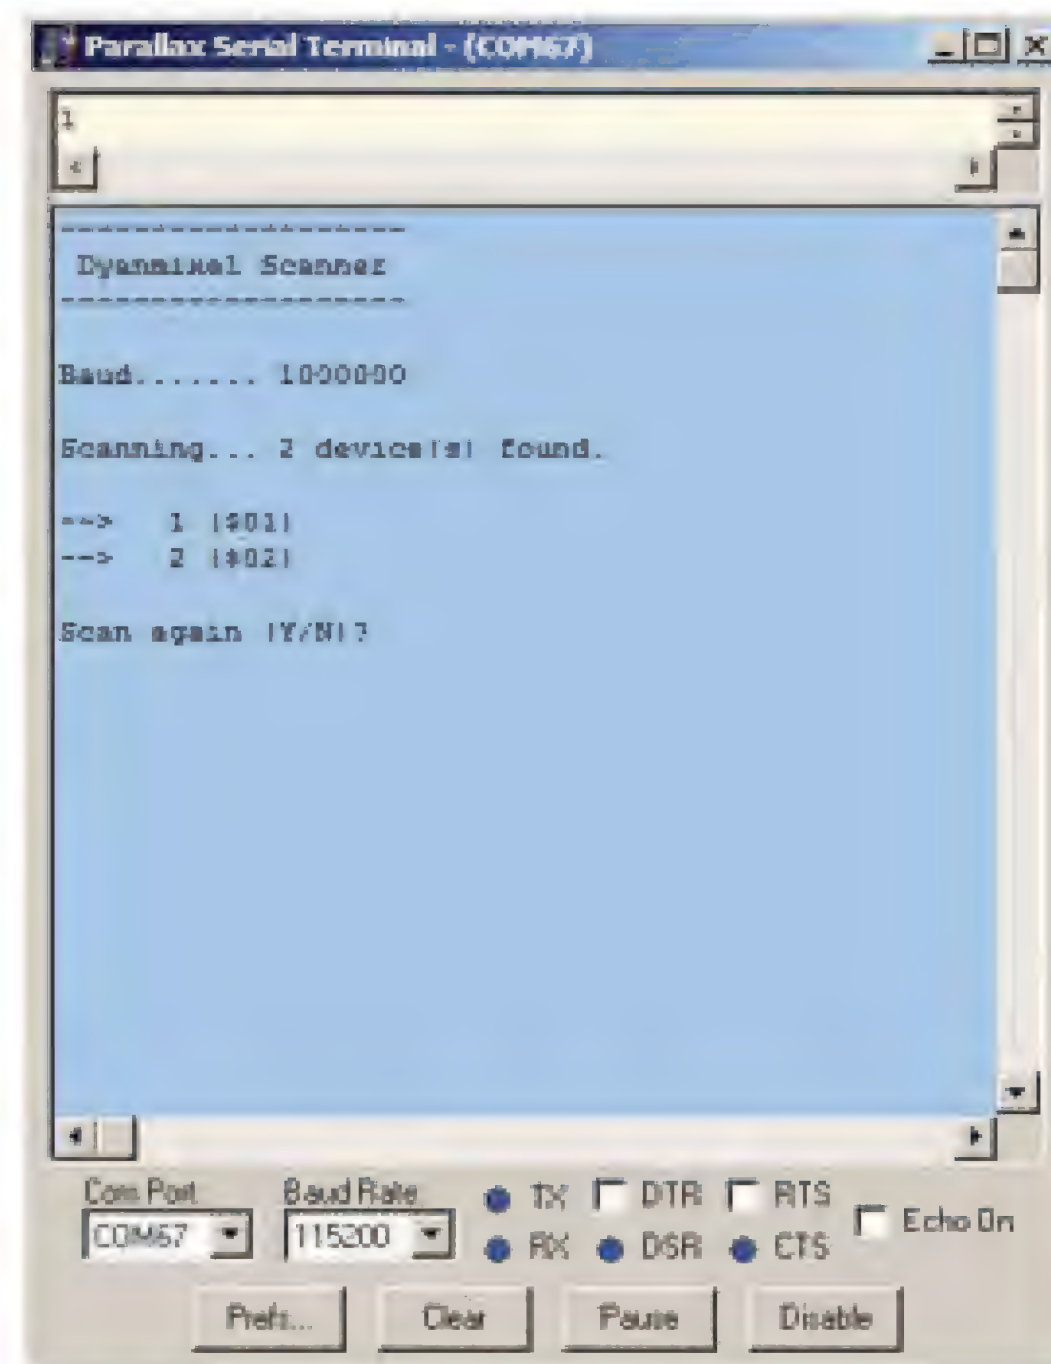 Parallax Serial Terminal - (COM67)
1
-------------------
Dyanmixel Scanner
-------------------
Baud....... 1000000
Scanning... 2 device(s) found.
--> 1 ($01)
--> 2 ($02)
Scan again (Y/N)?
Com Port: Baud Rate:
COM67 115200
TX DTR RTS
RX DSR CTS
Echo On
Prefs... Clear Pause Disable